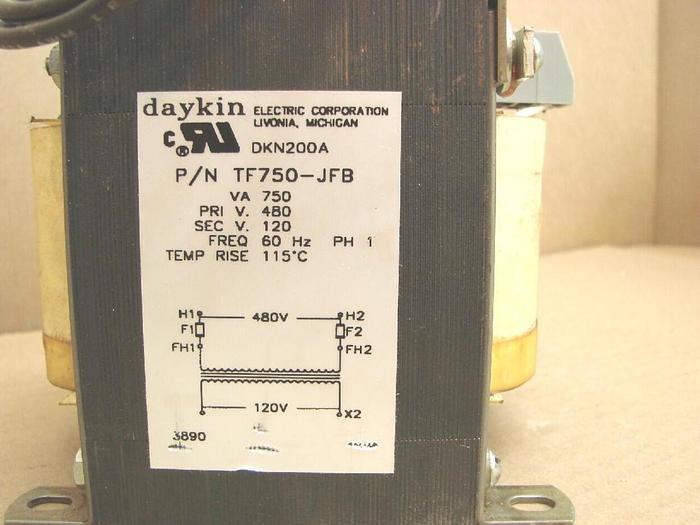 daykin ELECTRIC CORPORATION
LIVONIA, MICHIGAN
DKN200A
P/N TF750-JFB
VA 750
PRI V. 480
SEC V. 120
FREQ 60 Hz PH 1
TEMP RISE 115°C
H1 480V H2
F1 F2
FH1 FH2
120V X2
3890